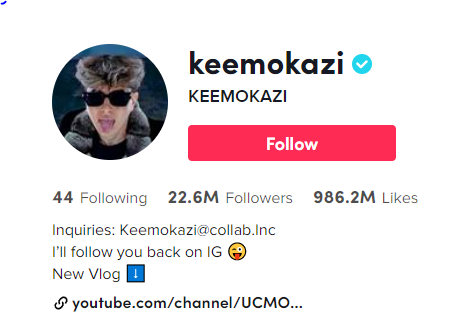 keemokazi
KEEMOKAZI
Follow
44 Following 22.6M Followers 986.2M Likes
Inquiries: Keemokazi@collab.Inc
I’ll follow you back on IG 😜
New Vlog ⬇️
youtube.com/channel/UCMO...